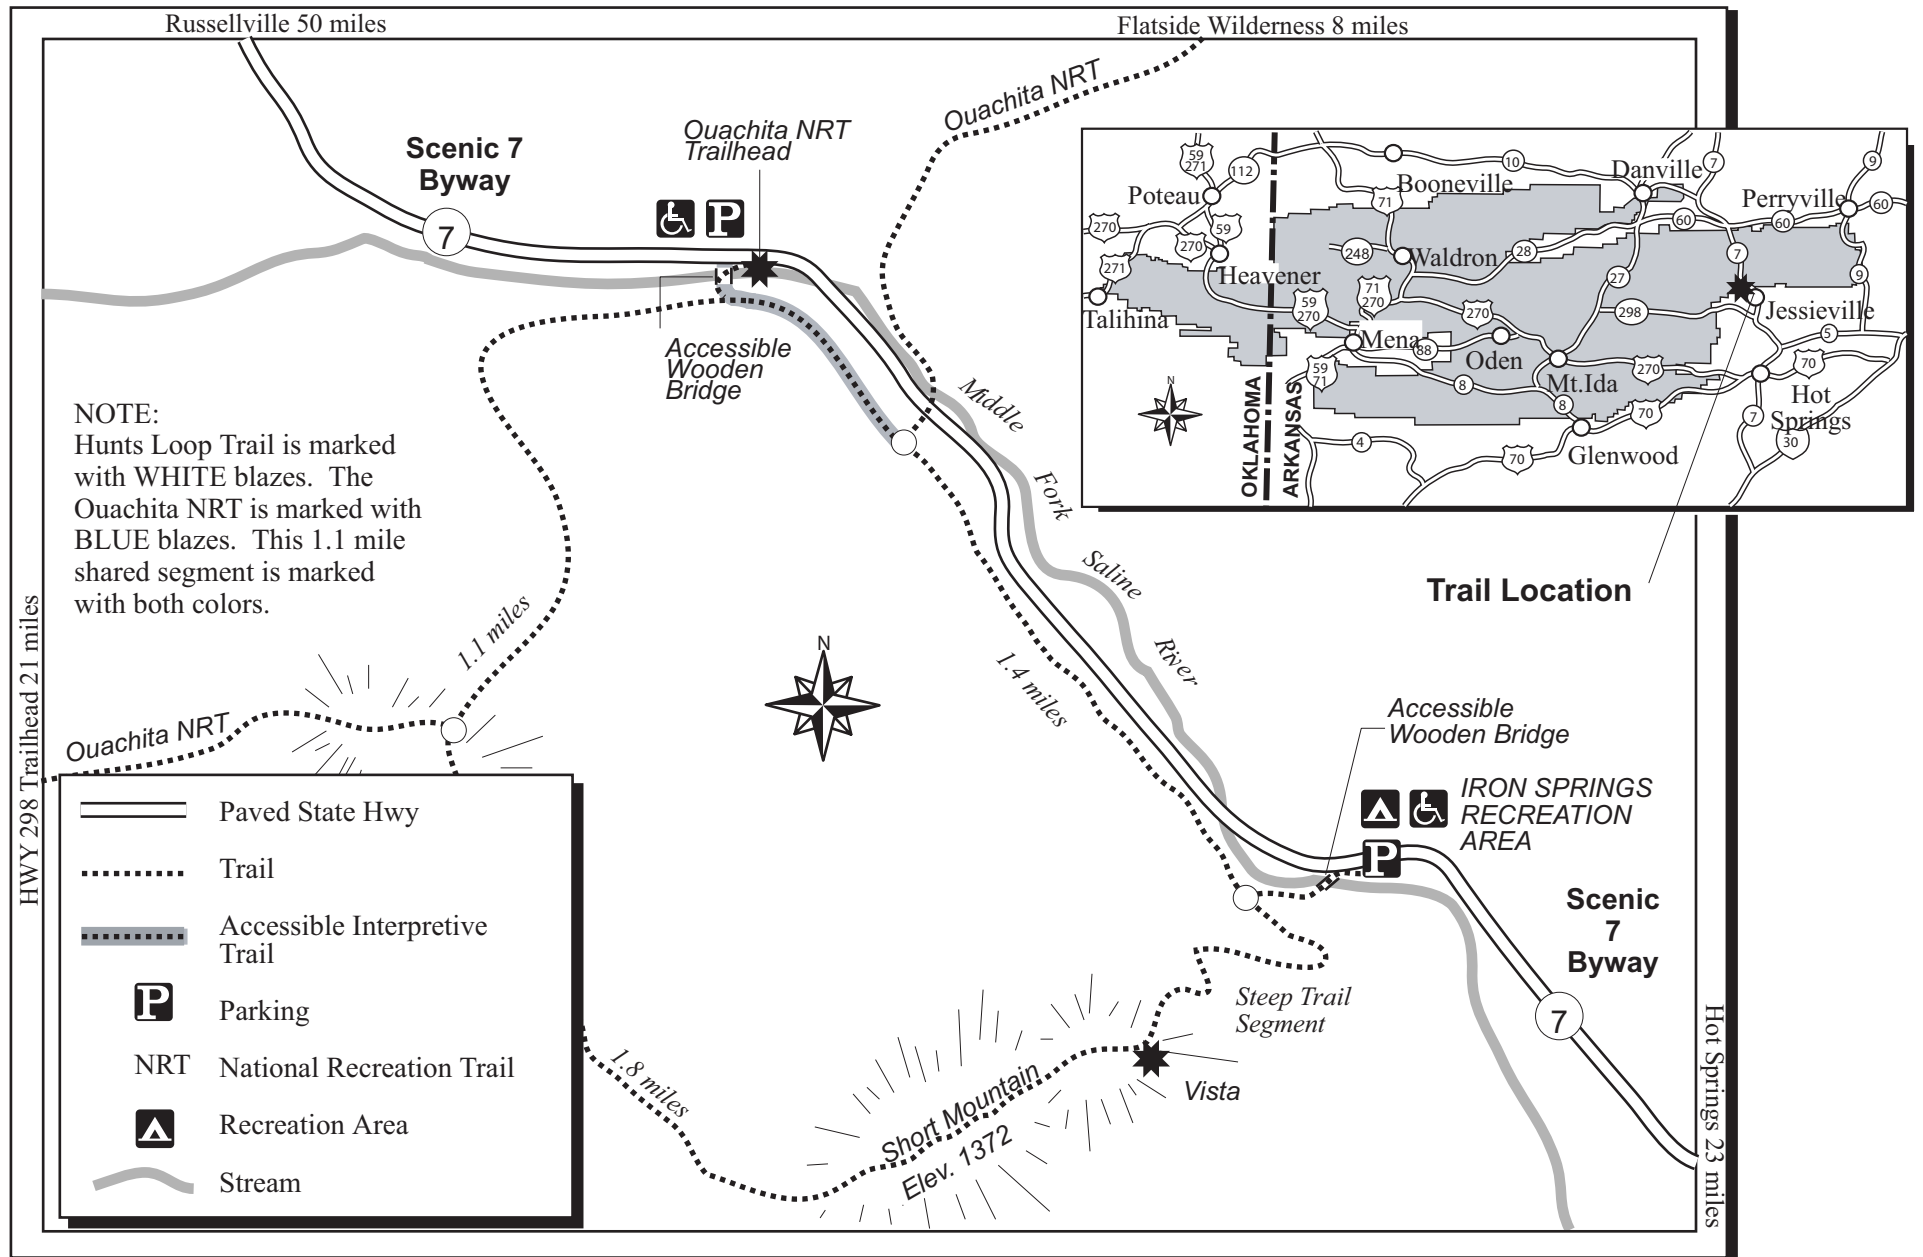 Russellville 50 miles
Flatside Wilderness 8 miles
Ouachita NRT
Scenic 7
Byway
7
Ouachita NRT
Trailhead
P
Accessible
Wooden
Bridge
NOTE:
Hunts Loop Trail is marked
with WHITE blazes.  The
Ouachita NRT is marked with
BLUE blazes.  This 1.1 mile
shared segment is marked
with both colors.
HWY 298 Trailhead 21 miles
1.1 miles
Ouachita NRT
N
Middle
Fork
Saline
River
1.4 miles
Accessible
Wooden Bridge
IRON SPRINGS
RECREATION
AREA
P
Scenic
7
Byway
7
Hot Springs 23 miles
Steep Trail
Segment
Vista
Short Mountain
Elev. 1372
1.8 miles
Paved State Hwy
Trail
Accessible Interpretive
Trail
P
Parking
NRT
National Recreation Trail
Recreation Area
Stream
59
271
112
10
7
9
Poteau
Booneville
Danville
Perryville
71
60
60
60
270
270
59
248
Waldron
28
7
271
Heavener
27
9
59
270
71
270
270
298
Jessieville
Talihina
Mena
88
Oden
5
59
71
8
Mt.Ida
270
70
Hot
Springs
8
70
7
30
N
OKLAHOMA
ARKANSAS
4
70
Glenwood
Trail Location